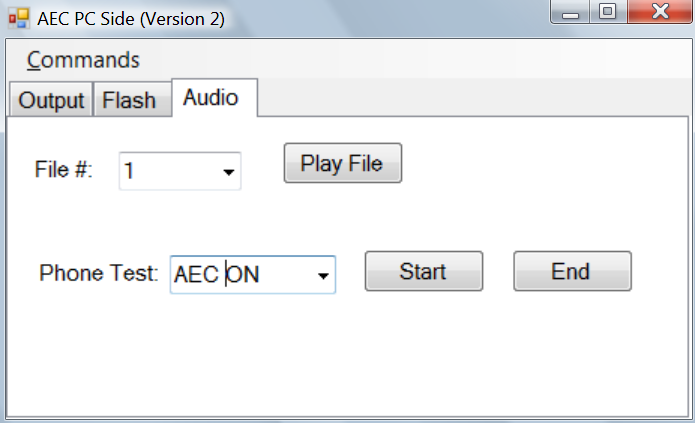 AEC PC Side (Version 2)
Commands
Output Flash Audio
File #: 1 Play File
Phone Test: AEC ON Start End